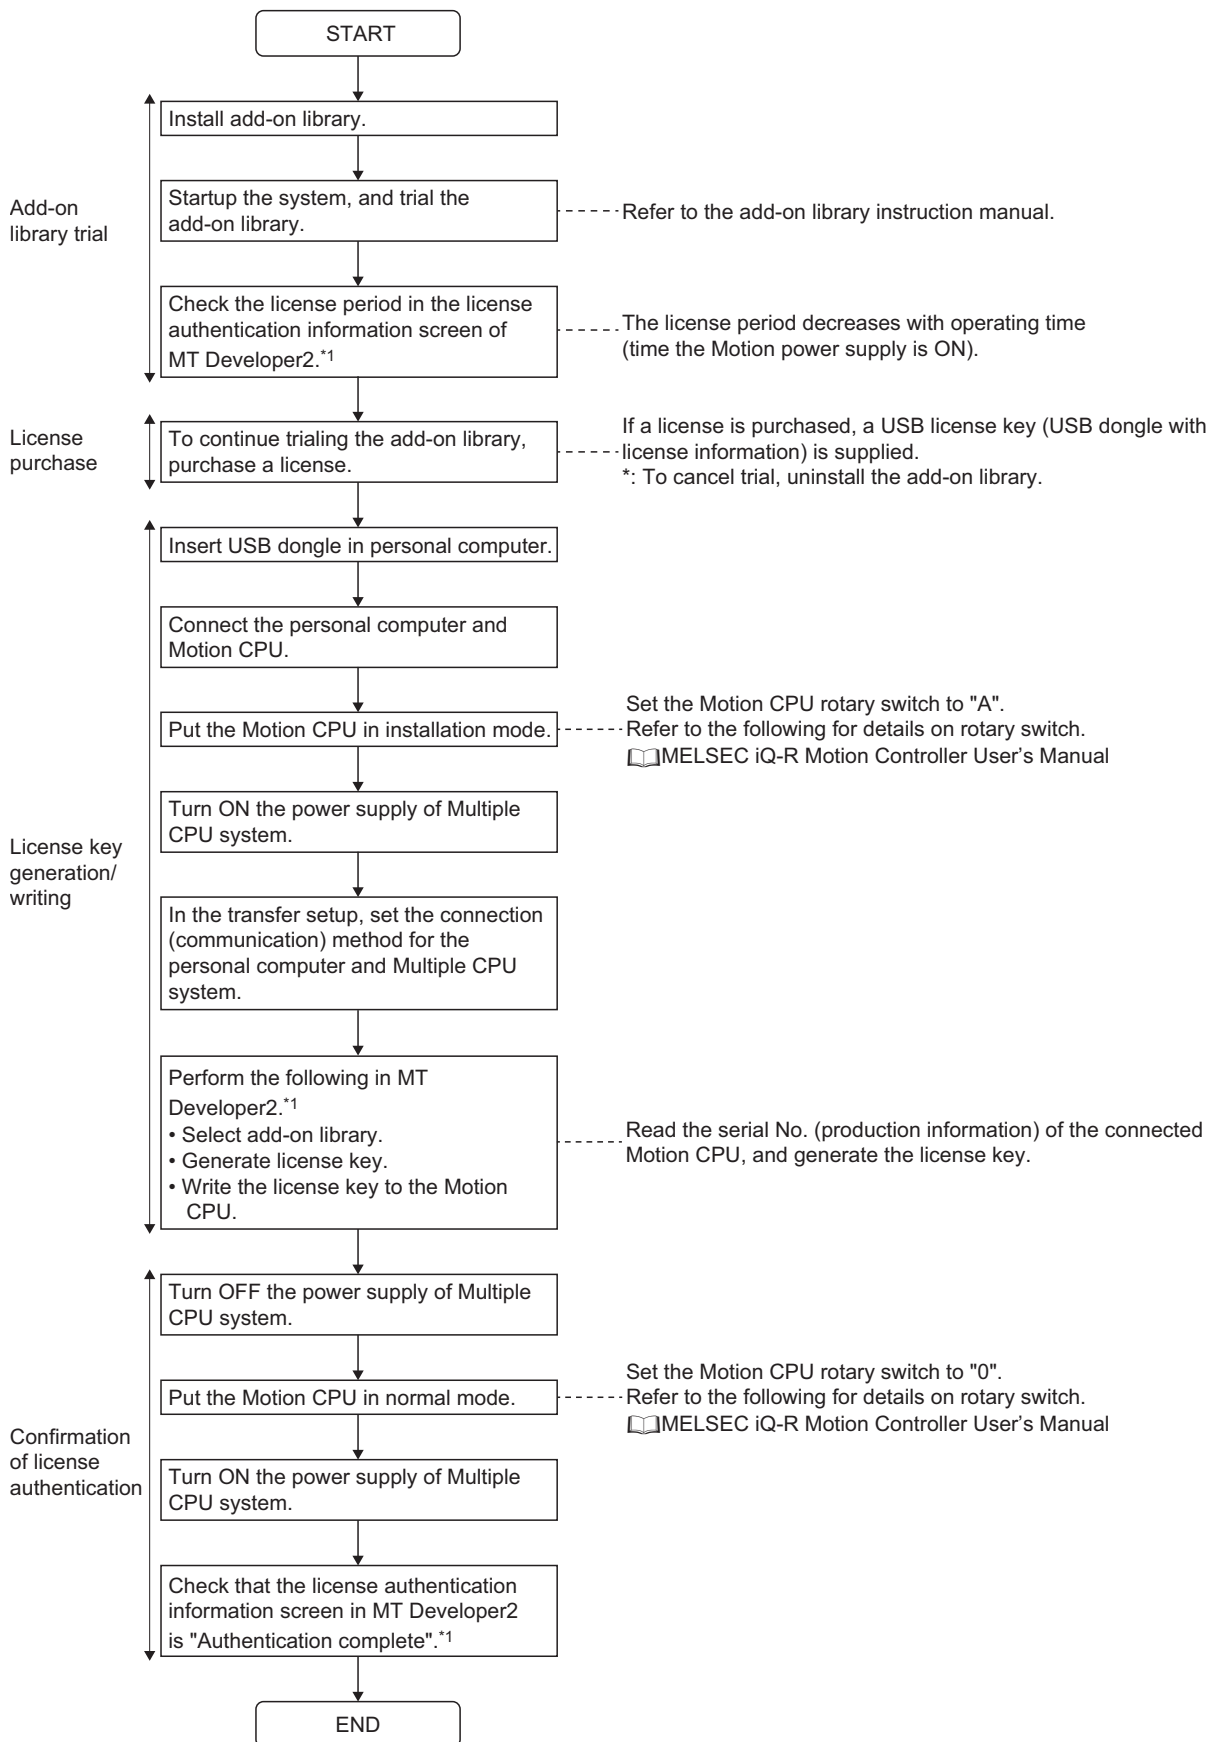 START
Install add-on library.
Add-on
library trial
Startup the system, and trial the
add-on library.
Refer to the add-on library instruction manual.
Check the license period in the license
authentication information screen of
MT Developer2.*1
The license period decreases with operating time
(time the Motion power supply is ON).
License
purchase
To continue trialing the add-on library,
purchase a license.
If a license is purchased, a USB license key (USB dongle with
license information) is supplied.
*: To cancel trial, uninstall the add-on library.
Insert USB dongle in personal computer.
Connect the personal computer and
Motion CPU.
Put the Motion CPU in installation mode.
Set the Motion CPU rotary switch to "A".
Refer to the following for details on rotary switch.
MELSEC iQ-R Motion Controller User's Manual
Turn ON the power supply of Multiple
CPU system.
License key
generation/
writing
In the transfer setup, set the connection
(communication) method for the
personal computer and Multiple CPU
system.
Perform the following in MT
Developer2.*1
• Select add-on library.
• Generate license key.
• Write the license key to the Motion
CPU.
Read the serial No. (production information) of the connected
Motion CPU, and generate the license key.
Turn OFF the power supply of Multiple
CPU system.
Put the Motion CPU in normal mode.
Set the Motion CPU rotary switch to "0".
Refer to the following for details on rotary switch.
MELSEC iQ-R Motion Controller User's Manual
Confirmation
of license
authentication
Turn ON the power supply of Multiple
CPU system.
Check that the license authentication
information screen in MT Developer2
is "Authentication complete".*1
END